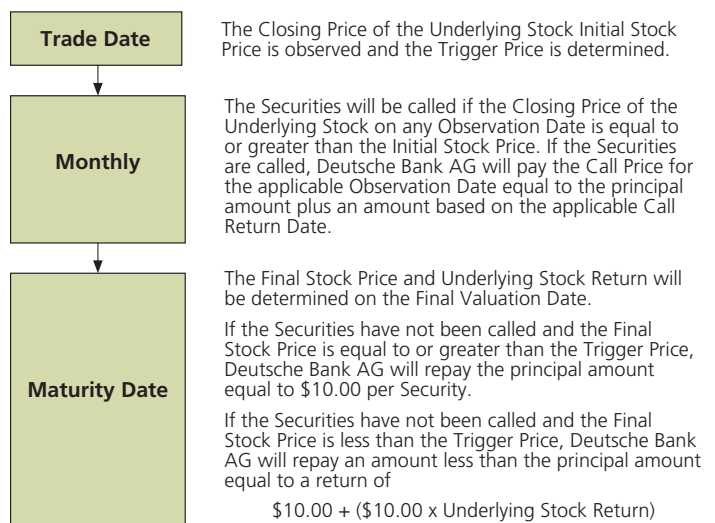 Trade Date
The Closing Price of the Underlying Stock Initial Stock
Price is observed and the Trigger Price is determined.
Monthly
The Securities will be called if the Closing Price of the
Underlying Stock on any Observation Date is equal to
or greater than the Initial Stock Price. If the Securities
are called, Deutsche Bank AG will pay the Call Price for
the applicable Observation Date equal to the principal
amount plus an amount based on the applicable Call
Return Date.
Maturity Date
The Final Stock Price and Underlying Stock Return will
be determined on the Final Valuation Date.
If the Securities have not been called and the Final
Stock Price is equal to or greater than the Trigger Price,
Deutsche Bank AG will repay the principal amount
equal to $10.00 per Security.
If the Securities have not been called and the Final
Stock Price is less than the Trigger Price, Deutsche Bank
AG will repay an amount less than the principal amount
equal to a return of
$10.00 + ($10.00 x Underlying Stock Return)